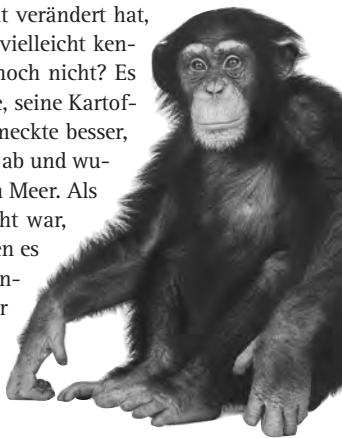 t verändert hat,
vielleicht ken-
noch nicht? Es
e, seine Kartof-
meckte besser,
ab und wu-
Meer. Als
ht war,
en es
n-
r